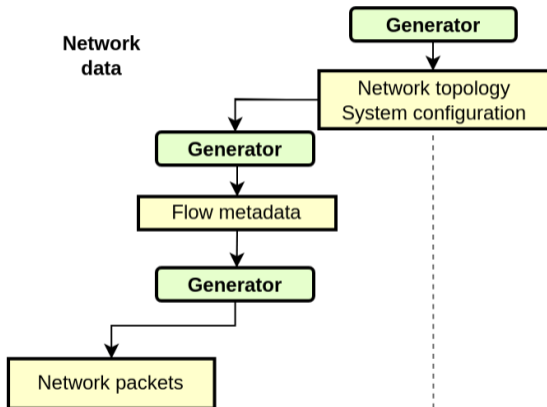 Generator
Network
data
Network topology
System configuration
Generator
Flow metadata
Generator
Network packets